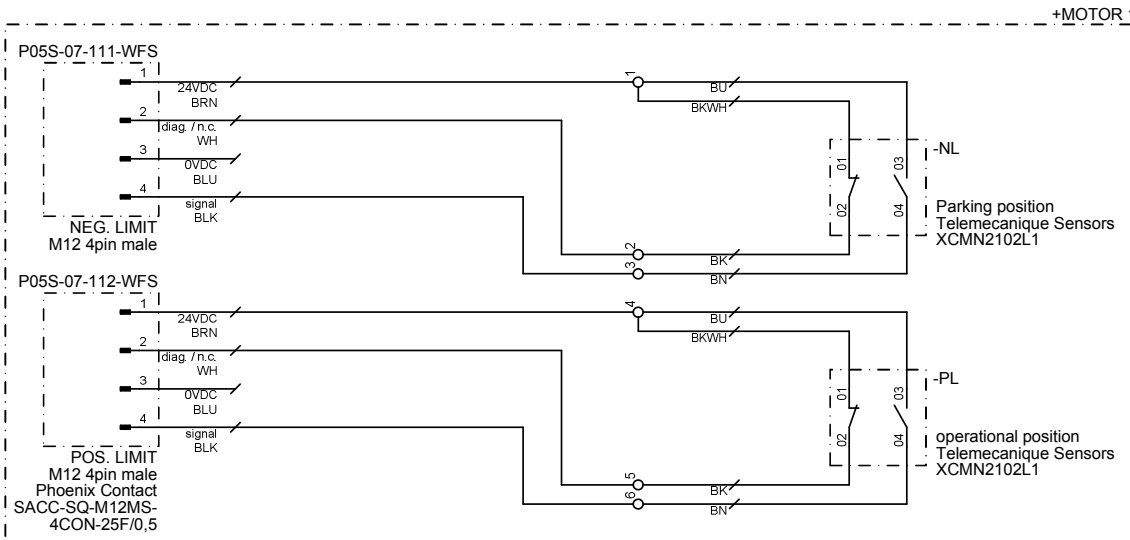 +MOTOR 1
P05S-07-111-WFS
1
24VDC
BRN
2
diag. / n.c.
WH
3
0VDC
BLU
4
signal
BLK
NEG. LIMIT
M12 4pin male
1
BU
BKWH
01
03
02
04
-NL
Parking position
Telemecanique Sensors
XCMN2102L1
2
BK
3
BN
P05S-07-112-WFS
1
24VDC
BRN
2
diag. / n.c.
WH
3
0VDC
BLU
4
signal
BLK
POS. LIMIT
M12 4pin male
Phoenix Contact
SACC-SQ-M12MS-
4CON-25F/0,5
4
BU
BKWH
01
03
02
04
-PL
operational position
Telemecanique Sensors
XCMN2102L1
5
BK
6
BN